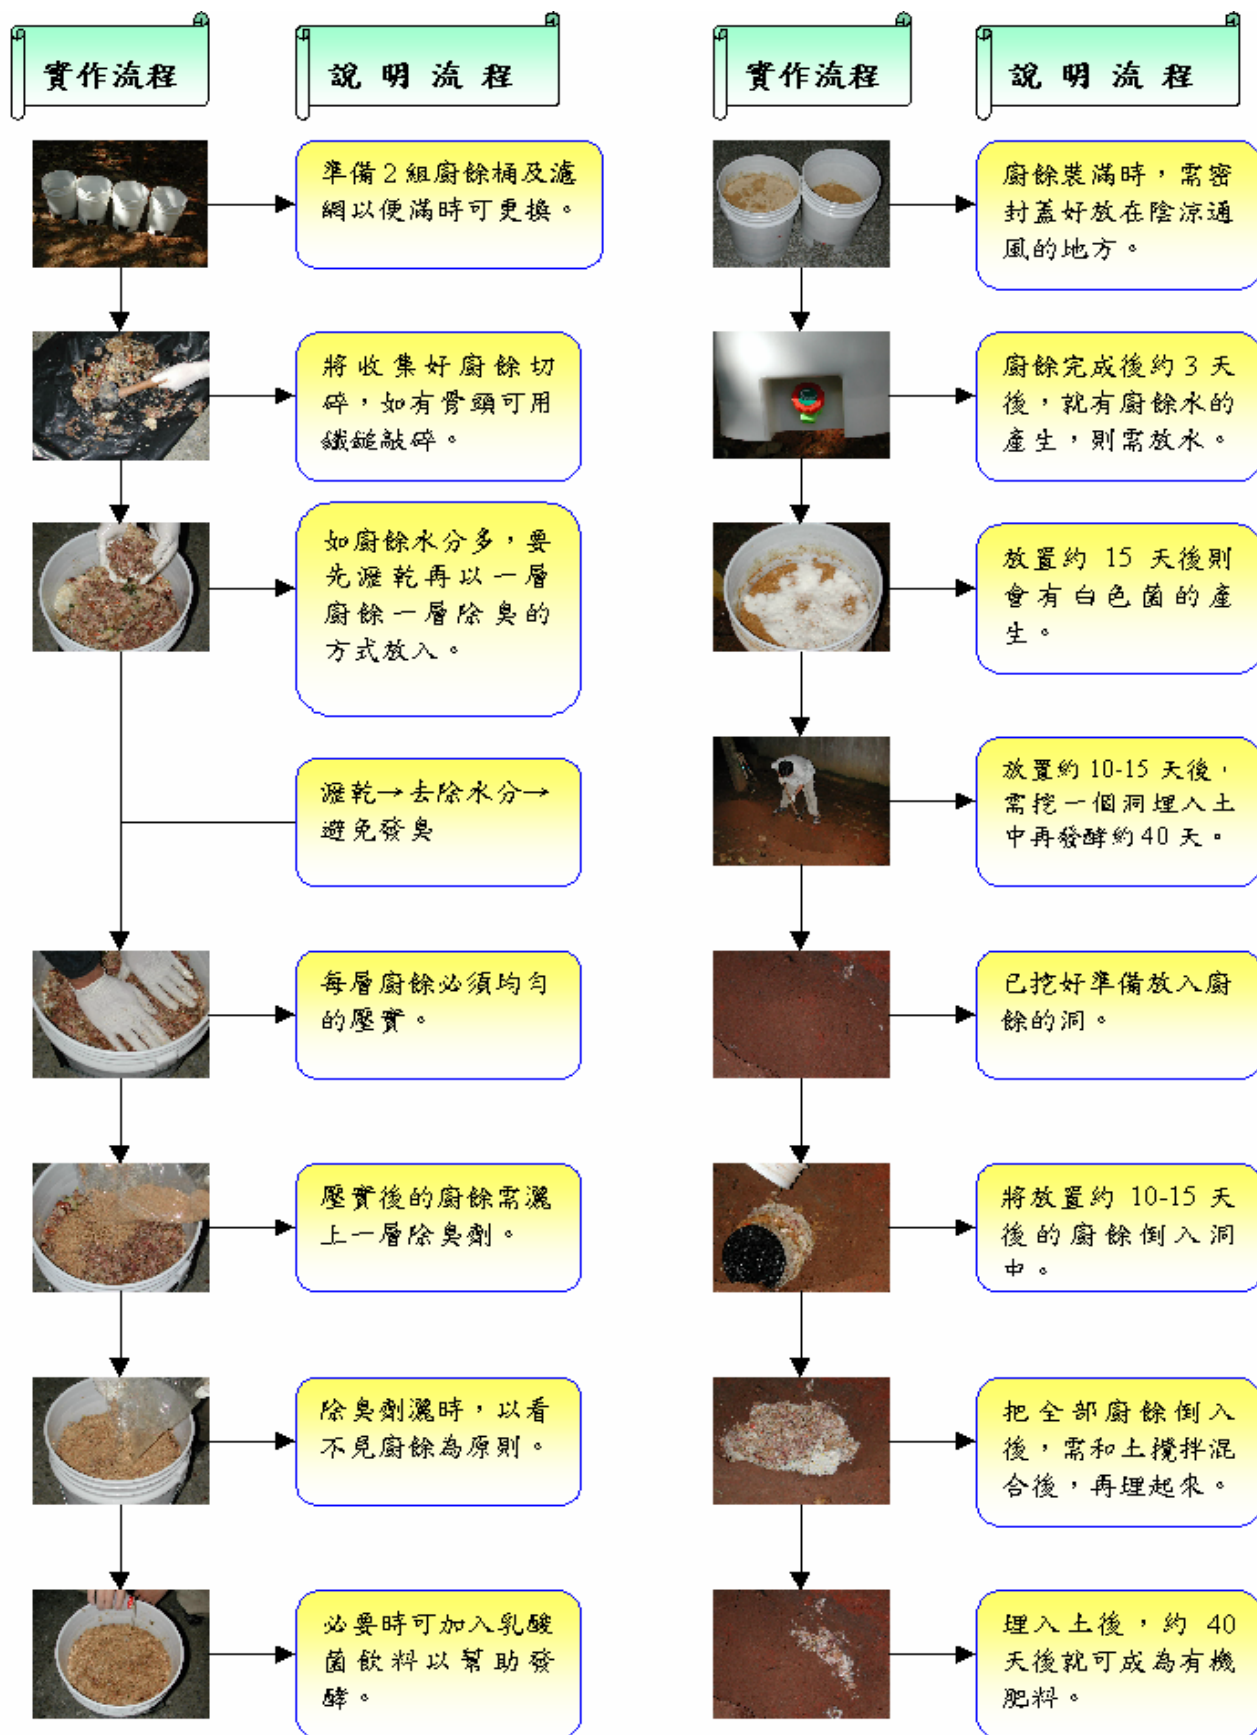 實作流程
說明流程
準備2組廚餘桶及濾
網以便滿時可更換。
將收集好廚餘切
碎，如有骨頭可用
鐵鎚敲碎。
如廚餘水分多，要
先瀝乾再以一層
廚餘一層除臭的
方式放入。
瀝乾→去除水分→
避免發臭
每層廚餘必須均勻
的壓實。
壓實後的廚餘需灑
上一層除臭劑。
除臭劑灑時，以看
不見廚餘為原則。
必要時可加入乳酸
菌飲料以幫助發
酵。
實作流程
說明流程
廚餘裝滿時，需密
封蓋好放在陰涼通
風的地方。
廚餘完成後約3天
後，就有廚餘水的
產生，則需放水。
放置約 15 天後則
會有白色菌的產
生。
放置約10-15天後，
需挖一個洞埋入土
中再發酵約40天。
已挖好準備放入廚
餘的洞。
將放置約 10-15 天
後的廚餘倒入洞
中。
把全部廚餘倒入
後，需和土攪拌混
合後，再埋起來。
埋入土後，約 40
天後就可成為有機
肥料。